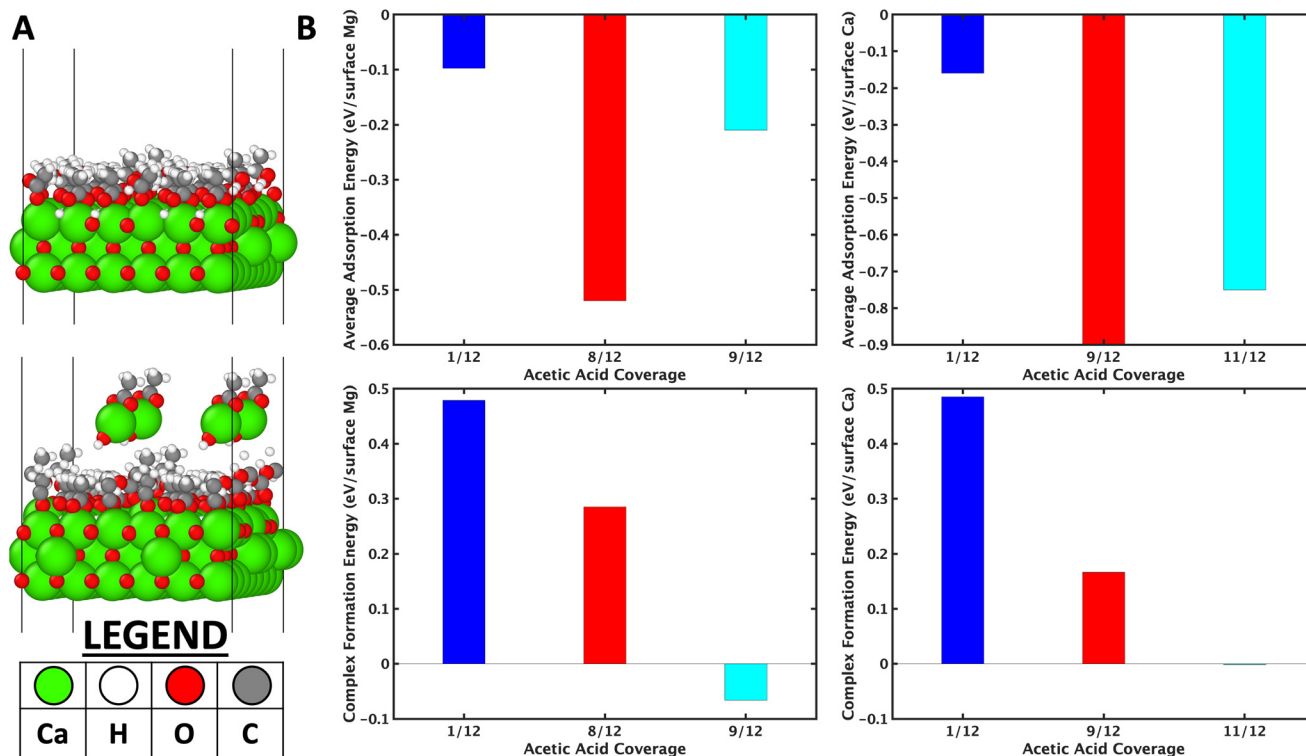 A
LEGEND
Ca H O C
B
0
−0.1
−0.2
−0.3
−0.4
−0.5
−0.6
Average Adsorption Energy (eV/surface Mg)
1/12 8/12 9/12
Acetic Acid Coverage
0
−0.1
−0.2
−0.3
−0.4
−0.5
−0.6
−0.7
−0.8
−0.9
Average Adsorption Energy (eV/surface Ca)
1/12 9/12 11/12
Acetic Acid Coverage
0.5
0.4
0.3
0.2
0.1
0
−0.1
Complex Formation Energy (eV/surface Mg)
1/12 8/12 9/12
Acetic Acid Coverage
0.5
0.4
0.3
0.2
0.1
0
−0.1
Complex Formation Energy (eV/surface Ca)
1/12 9/12 11/12
Acetic Acid Coverage